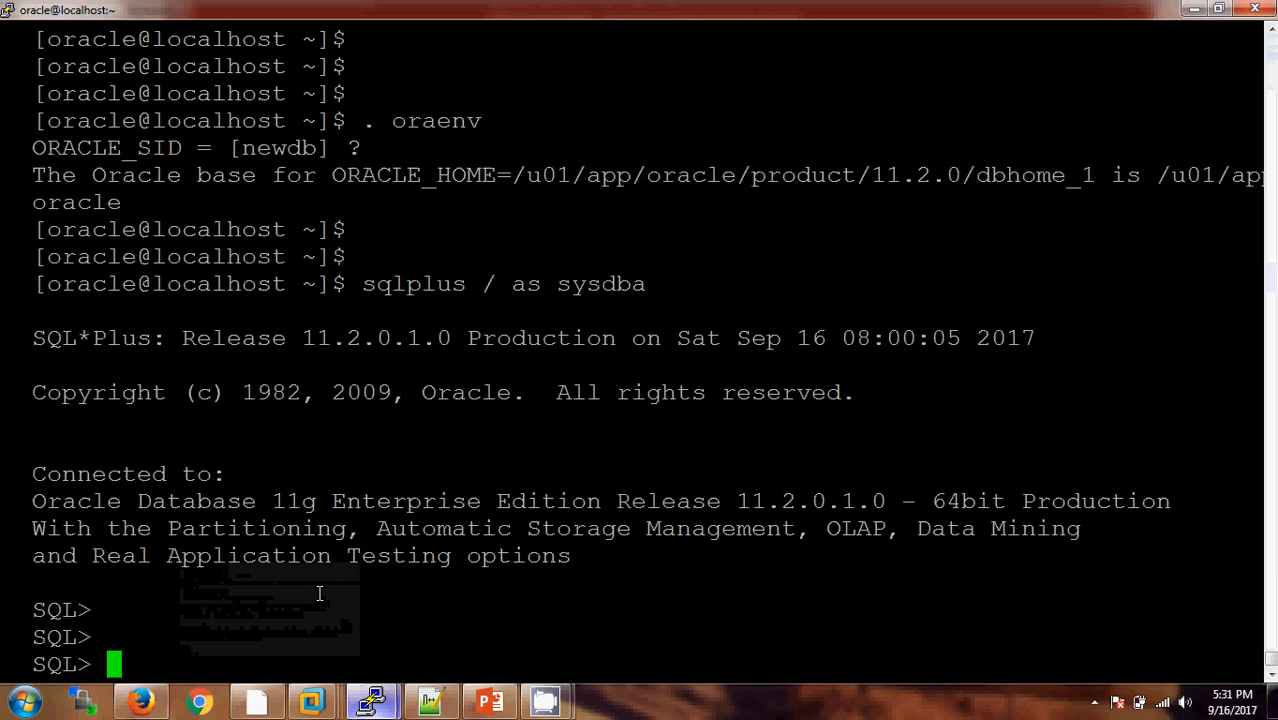 oracle@localhost:~
[oracle@localhost ~]$
[oracle@localhost ~]$
[oracle@localhost ~]$
[oracle@localhost ~]$ . oraenv
ORACLE_SID = [newdb] ?
The Oracle base for ORACLE_HOME=/u01/app/oracle/product/11.2.0/dbhome_1 is /u01/app
oracle
[oracle@localhost ~]$
[oracle@localhost ~]$
[oracle@localhost ~]$ sqlplus / as sysdba
SQL*Plus: Release 11.2.0.1.0 Production on Sat Sep 16 08:00:05 2017
Copyright (c) 1982, 2009, Oracle.  All rights reserved.
Connected to:
Oracle Database 11g Enterprise Edition Release 11.2.0.1.0 - 64bit Production
With the Partitioning, Automatic Storage Management, OLAP, Data Mining
and Real Application Testing options
SQL>
SQL>
SQL>
5:31 PM
9/16/2017